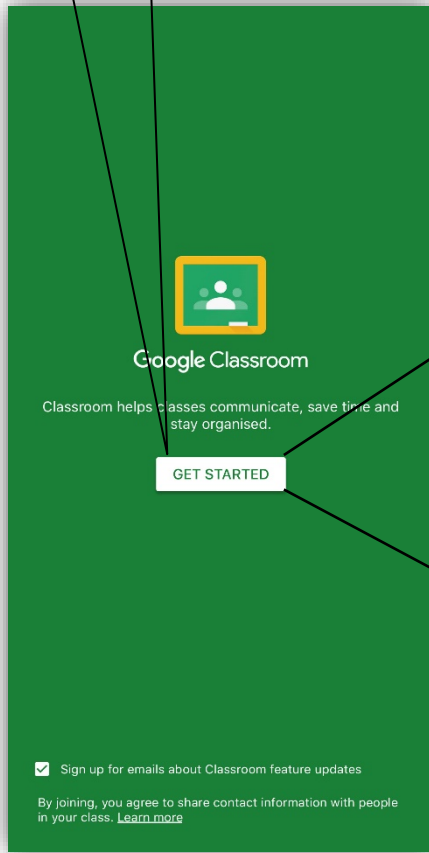 Google Classroom
Classroom helps classes communicate, save time and
stay organised.
GET STARTED
Sign up for emails about Classroom feature updates
By joining, you agree to share contact information with people
in your class. Learn more